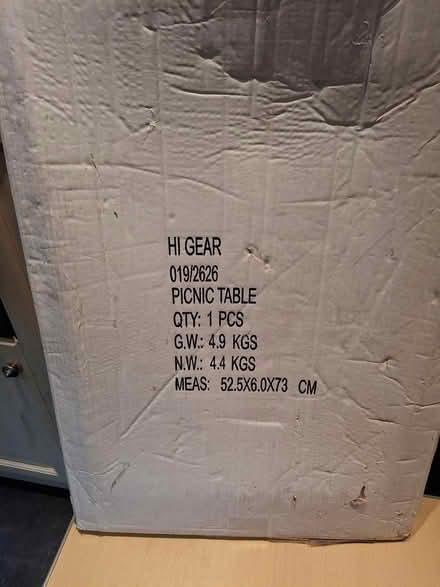 HI GEAR
019/2626
PICNIC TABLE
QTY: 1 PCS
G.W.: 4.9 KGS
N.W.: 4.4 KGS
MEAS: 52.5X6.0X73 CM